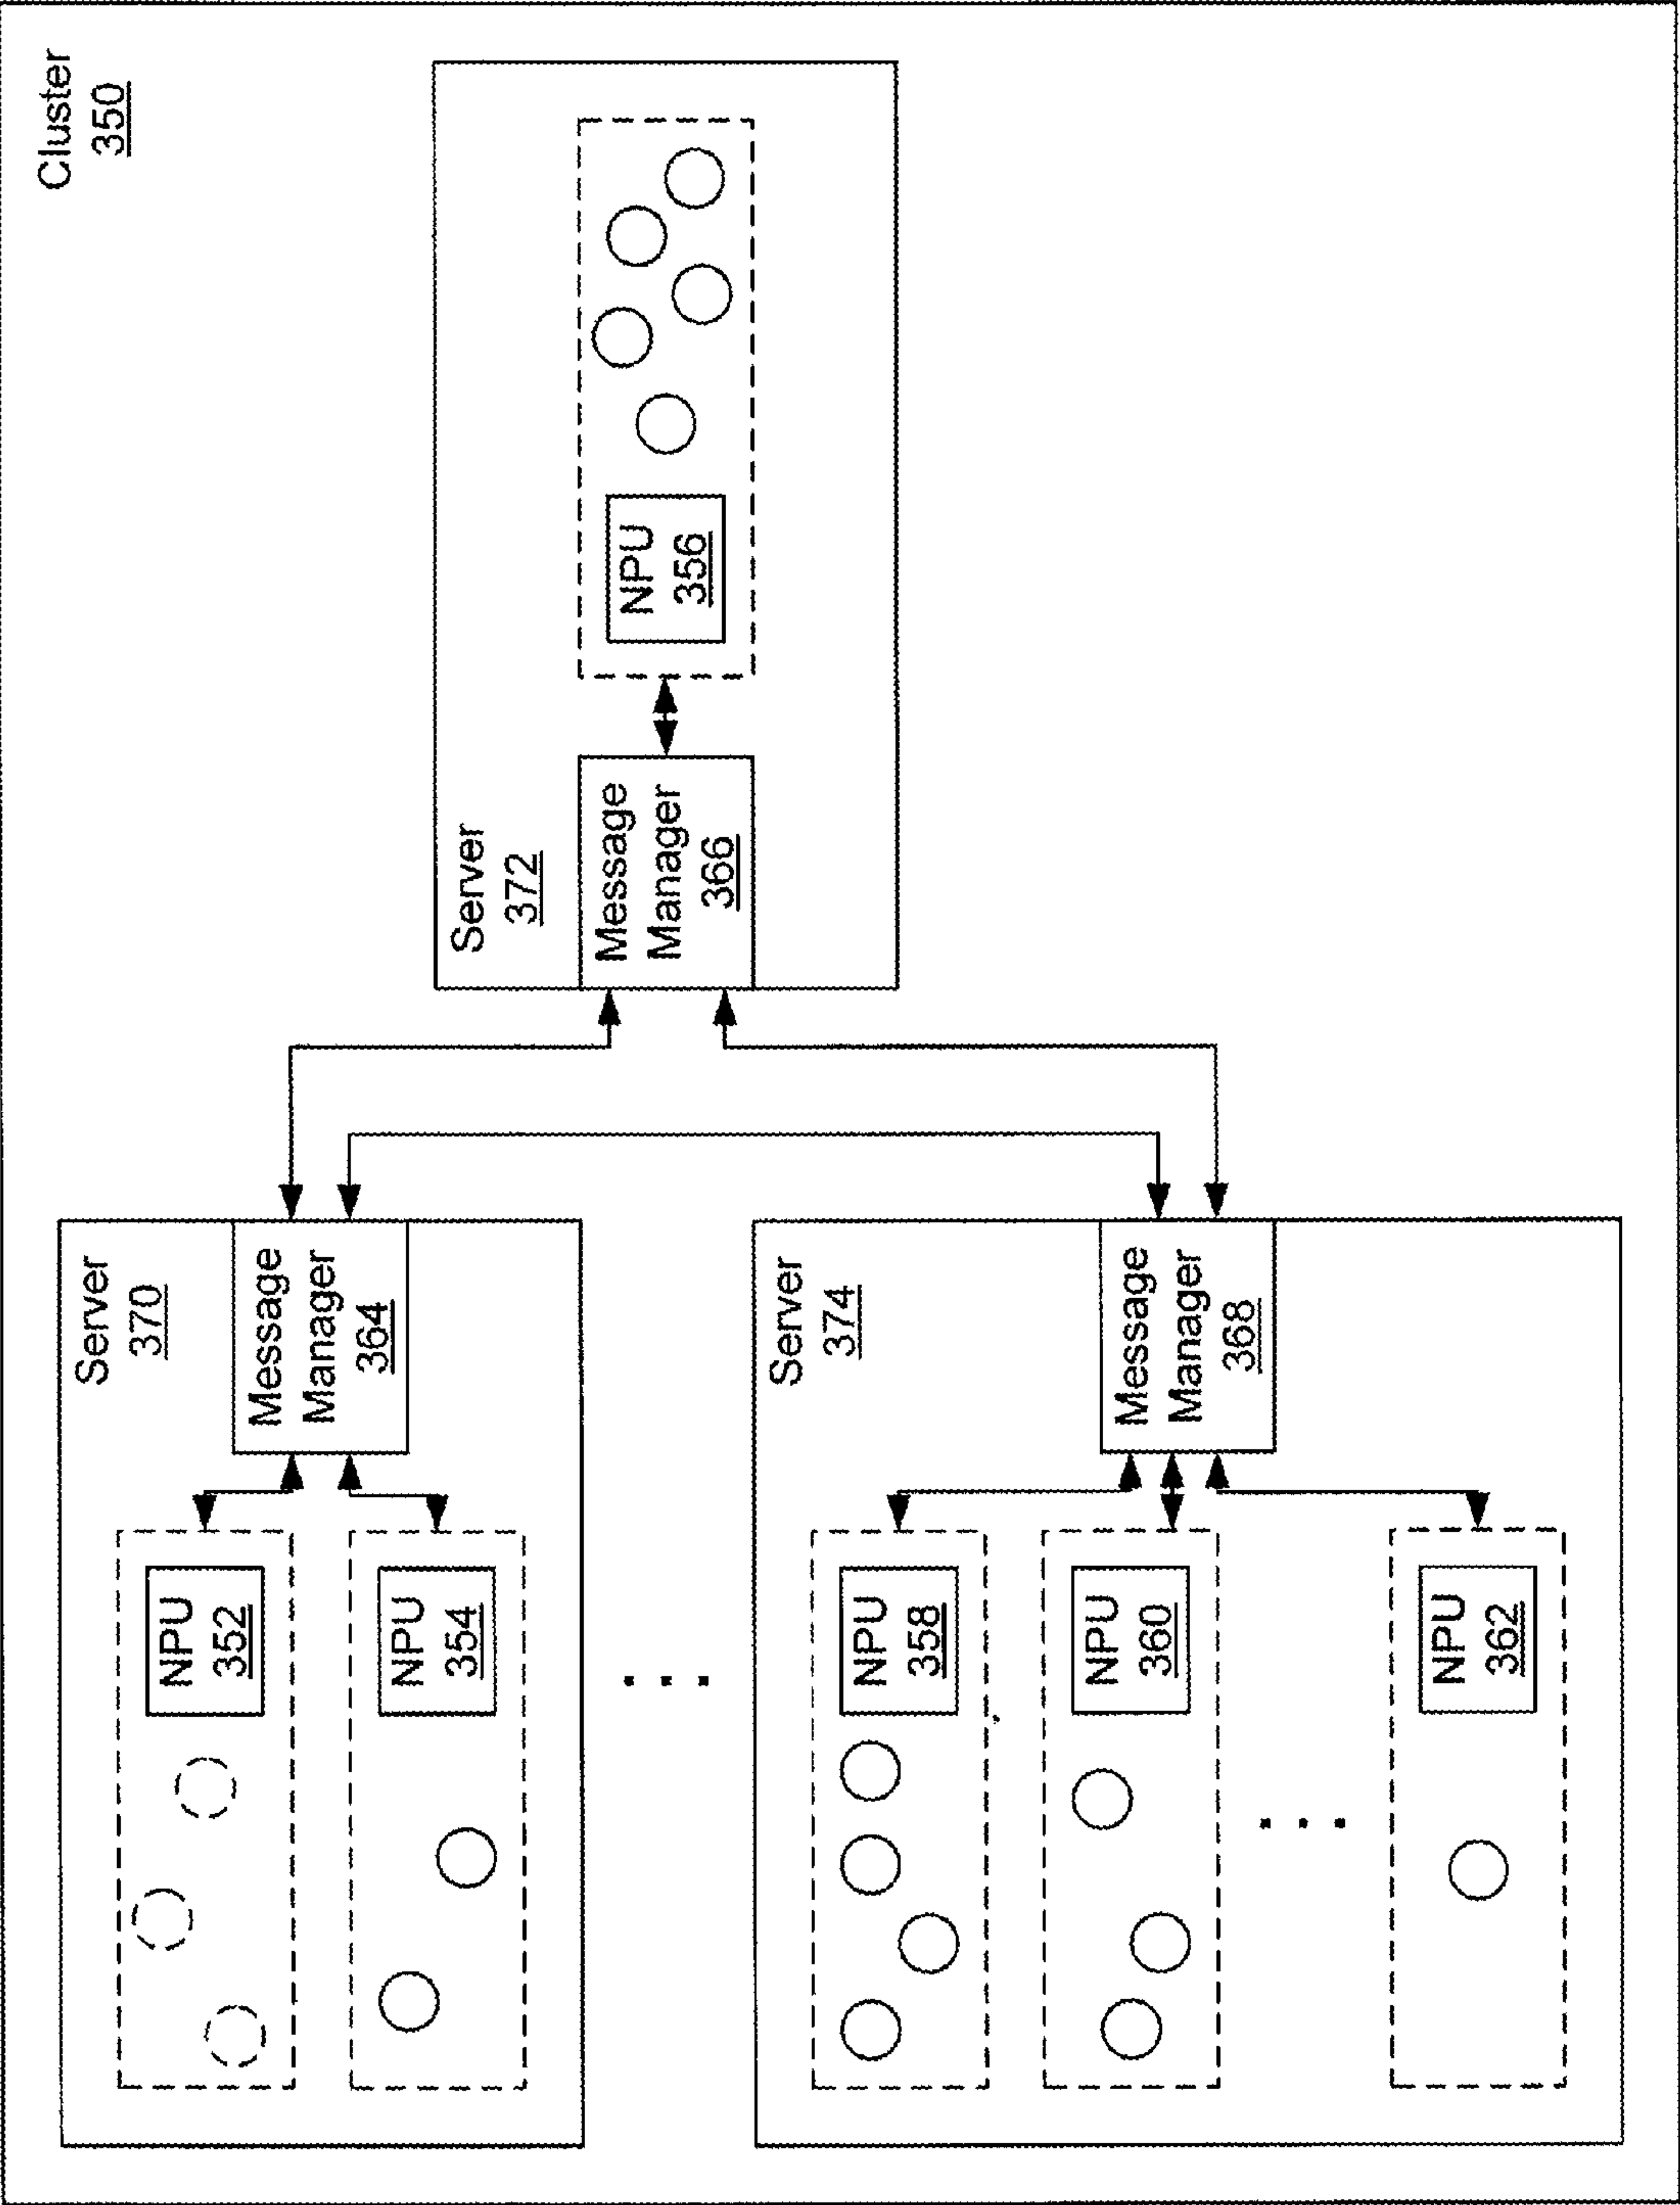 Cluster
350
Server
370
Message
Manager
364
NPU
352
NPU
354
Server
372
Message
Manager
366
NPU
356
Server
374
Message
Manager
368
NPU
358
NPU
360
NPU
362